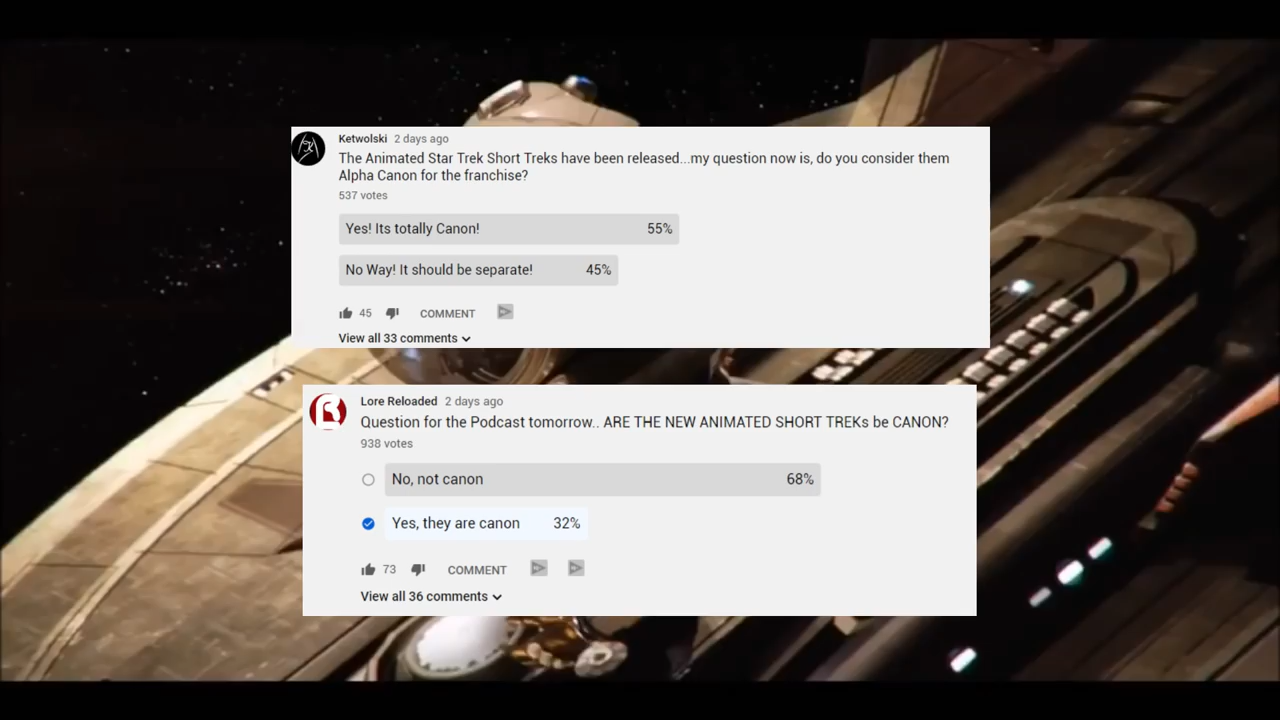 Ketwolski 2 days ago
The Animated Star Trek Short Treks have been released...my question now is, do you consider them
Alpha Canon for the franchise?
537 votes
Yes! Its totally Canon! 55%
No Way! It should be separate! 45%
45 COMMENT
View all 33 comments
Lore Reloaded 2 days ago
Question for the Podcast tomorrow.. ARE THE NEW ANIMATED SHORT TREKs be CANON?
938 votes
No, not canon 68%
Yes, they are canon 32%
73 COMMENT
View all 36 comments